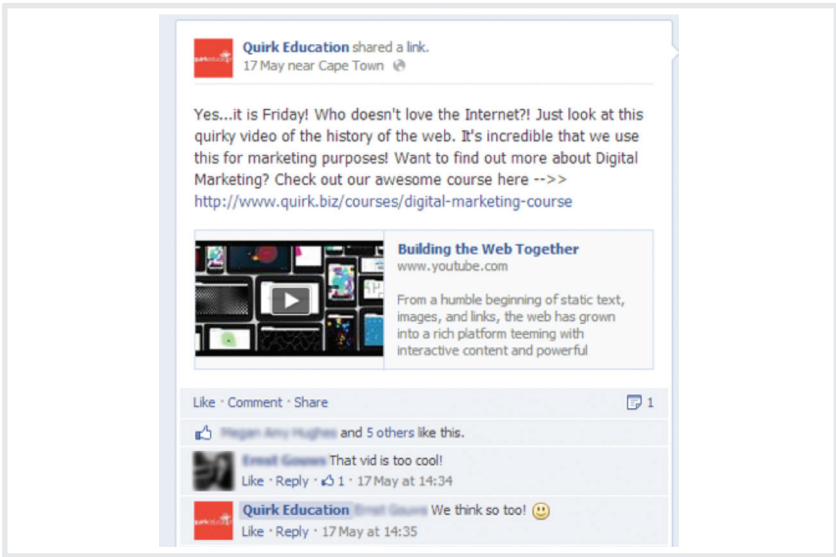 Quirk Education shared a link.
17 May near Cape Town
Yes...it is Friday! Who doesn't love the Internet?! Just look at this
quirky video of the history of the web. It's incredible that we use
this for marketing purposes! Want to find out more about Digital
Marketing? Check out our awesome course here -->>
http://www.quirk.biz/courses/digital-marketing-course
Building the Web Together
www.youtube.com
From a humble beginning of static text,
images, and links, the web has grown
into a rich platform teeming with
interactive content and powerful
Like · Comment · Share 1
and 5 others like this.
That vid is too cool!
Like · Reply · 1 · 17 May at 14:34
Quirk Education We think so too!
Like · Reply · 17 May at 14:35